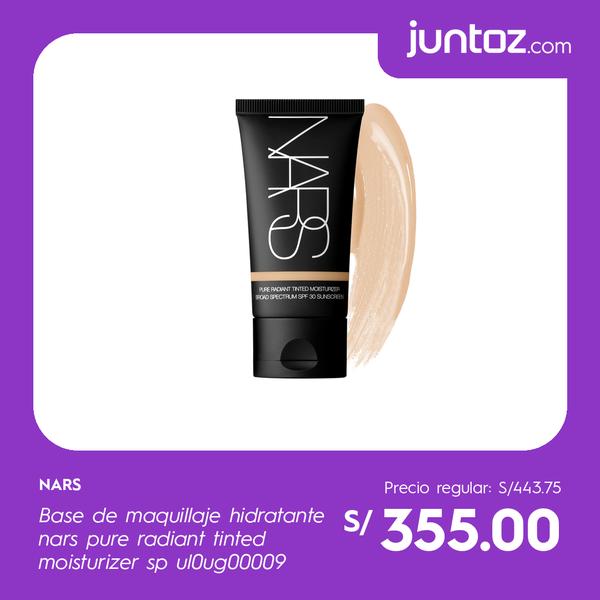 juntoz.com
NARS
PURE RADIANT TINTED MOISTURIZER
BROAD SPECTRUM SPF 30 SUNSCREEN
NARS
Base de maquillaje hidratante
nars pure radiant tinted
moisturizer sp ul0ug00009
Precio regular: S/443.75
S/ 355.00